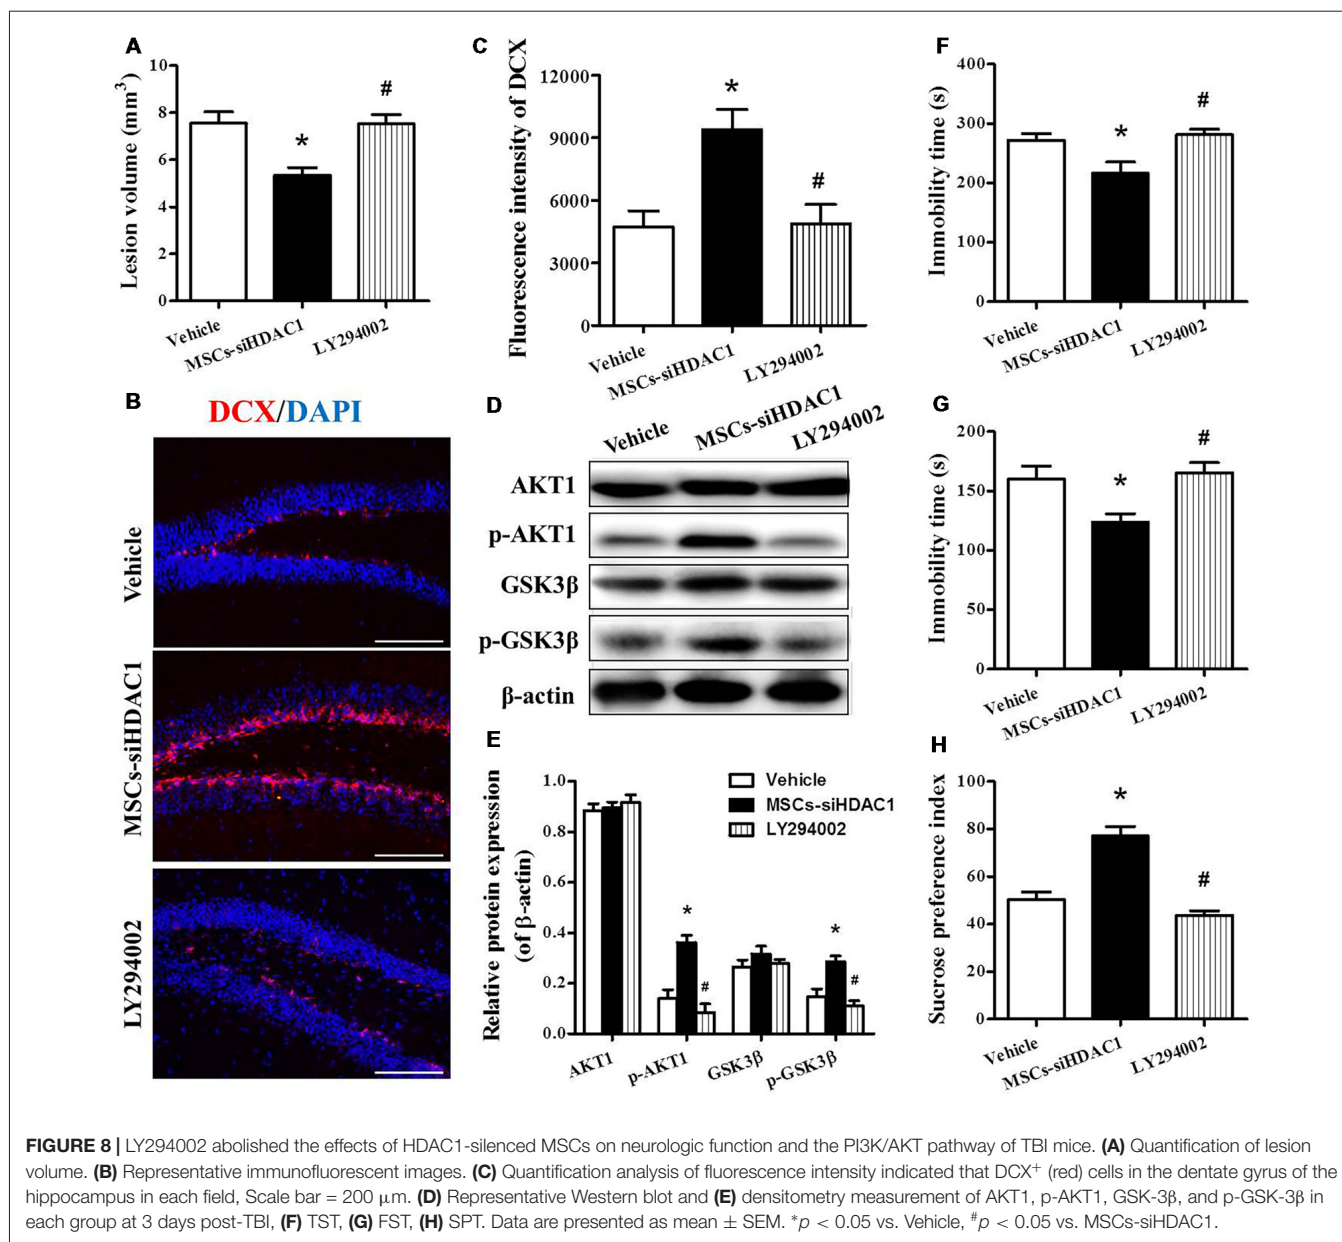 A
Lesion volume (mm³)
10
8
6
4
2
0
*
#
Vehicle
MSCs-siHDAC1
LY294002
B
DCX/DAPI
Vehicle
MSCs-siHDAC1
LY294002
C
Fluorescence intensity of DCX
12000
9000
6000
3000
0
*
#
Vehicle
MSCs-siHDAC1
LY294002
D
Vehicle
MSCs-siHDAC1
LY294002
AKT1
p-AKT1
GSK3β
p-GSK3β
β-actin
E
Relative protein expression
(of β-actin)
1.0
0.8
0.6
0.4
0.2
0.0
Vehicle
MSCs-siHDAC1
LY294002
*
#
*
#
AKT1
p-AKT1
GSK3β
p-GSK3β
F
Immobility time (s)
400
300
200
100
0
*
#
Vehicle
MSCs-siHDAC1
LY294002
G
Immobility time (s)
200
150
100
50
0
*
#
Vehicle
MSCs-siHDAC1
LY294002
H
Sucrose preference index
100
80
60
40
20
0
*
#
Vehicle
MSCs-siHDAC1
LY294002
FIGURE 8 | LY294002 abolished the effects of HDAC1-silenced MSCs on neurologic function and the PI3K/AKT pathway of TBI mice. (A) Quantification of lesion
volume. (B) Representative immunofluorescent images. (C) Quantification analysis of fluorescence intensity indicated that DCX⁺ (red) cells in the dentate gyrus of the
hippocampus in each field, Scale bar = 200 μm. (D) Representative Western blot and (E) densitometry measurement of AKT1, p-AKT1, GSK-3β, and p-GSK-3β in
each group at 3 days post-TBI, (F) TST, (G) FST, (H) SPT. Data are presented as mean ± SEM. *p < 0.05 vs. Vehicle, #p < 0.05 vs. MSCs-siHDAC1.